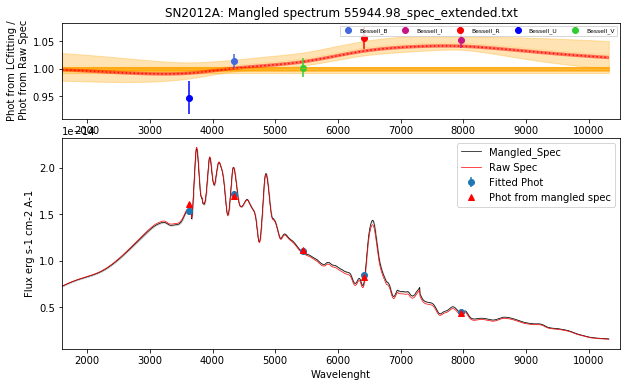 SN2012A: Mangled spectrum 55944.98_spec_extended.txt
Phot from LCfitting /
Phot from Raw Spec
1.05
1.00
0.95
Bessell_B
Bessell_I
Bessell_R
Bessell_U
Bessell_V
2000 3000 4000 5000 6000 7000 8000 9000 10000
1e−14
Flux erg s-1 cm-2 A-1
2.0
1.5
1.0
0.5
Mangled_Spec
Raw Spec
Fitted Phot
Phot from mangled spec
2000 3000 4000 5000 6000 7000 8000 9000 10000
Wavelenght